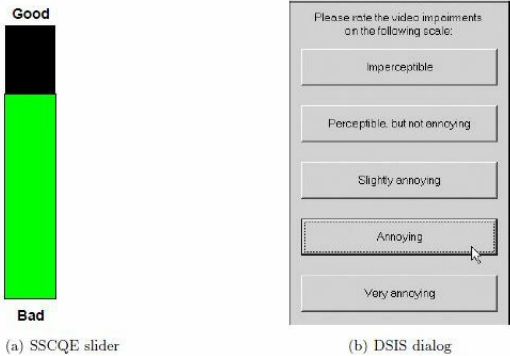 Good
Bad
(a) SSCQE slider
Please rate the video impairments
on the following scale:
Imperceptible
Perceptible, but not annoying
Slightly annoying
Annoying
Very annoying
(b) DSIS dialog